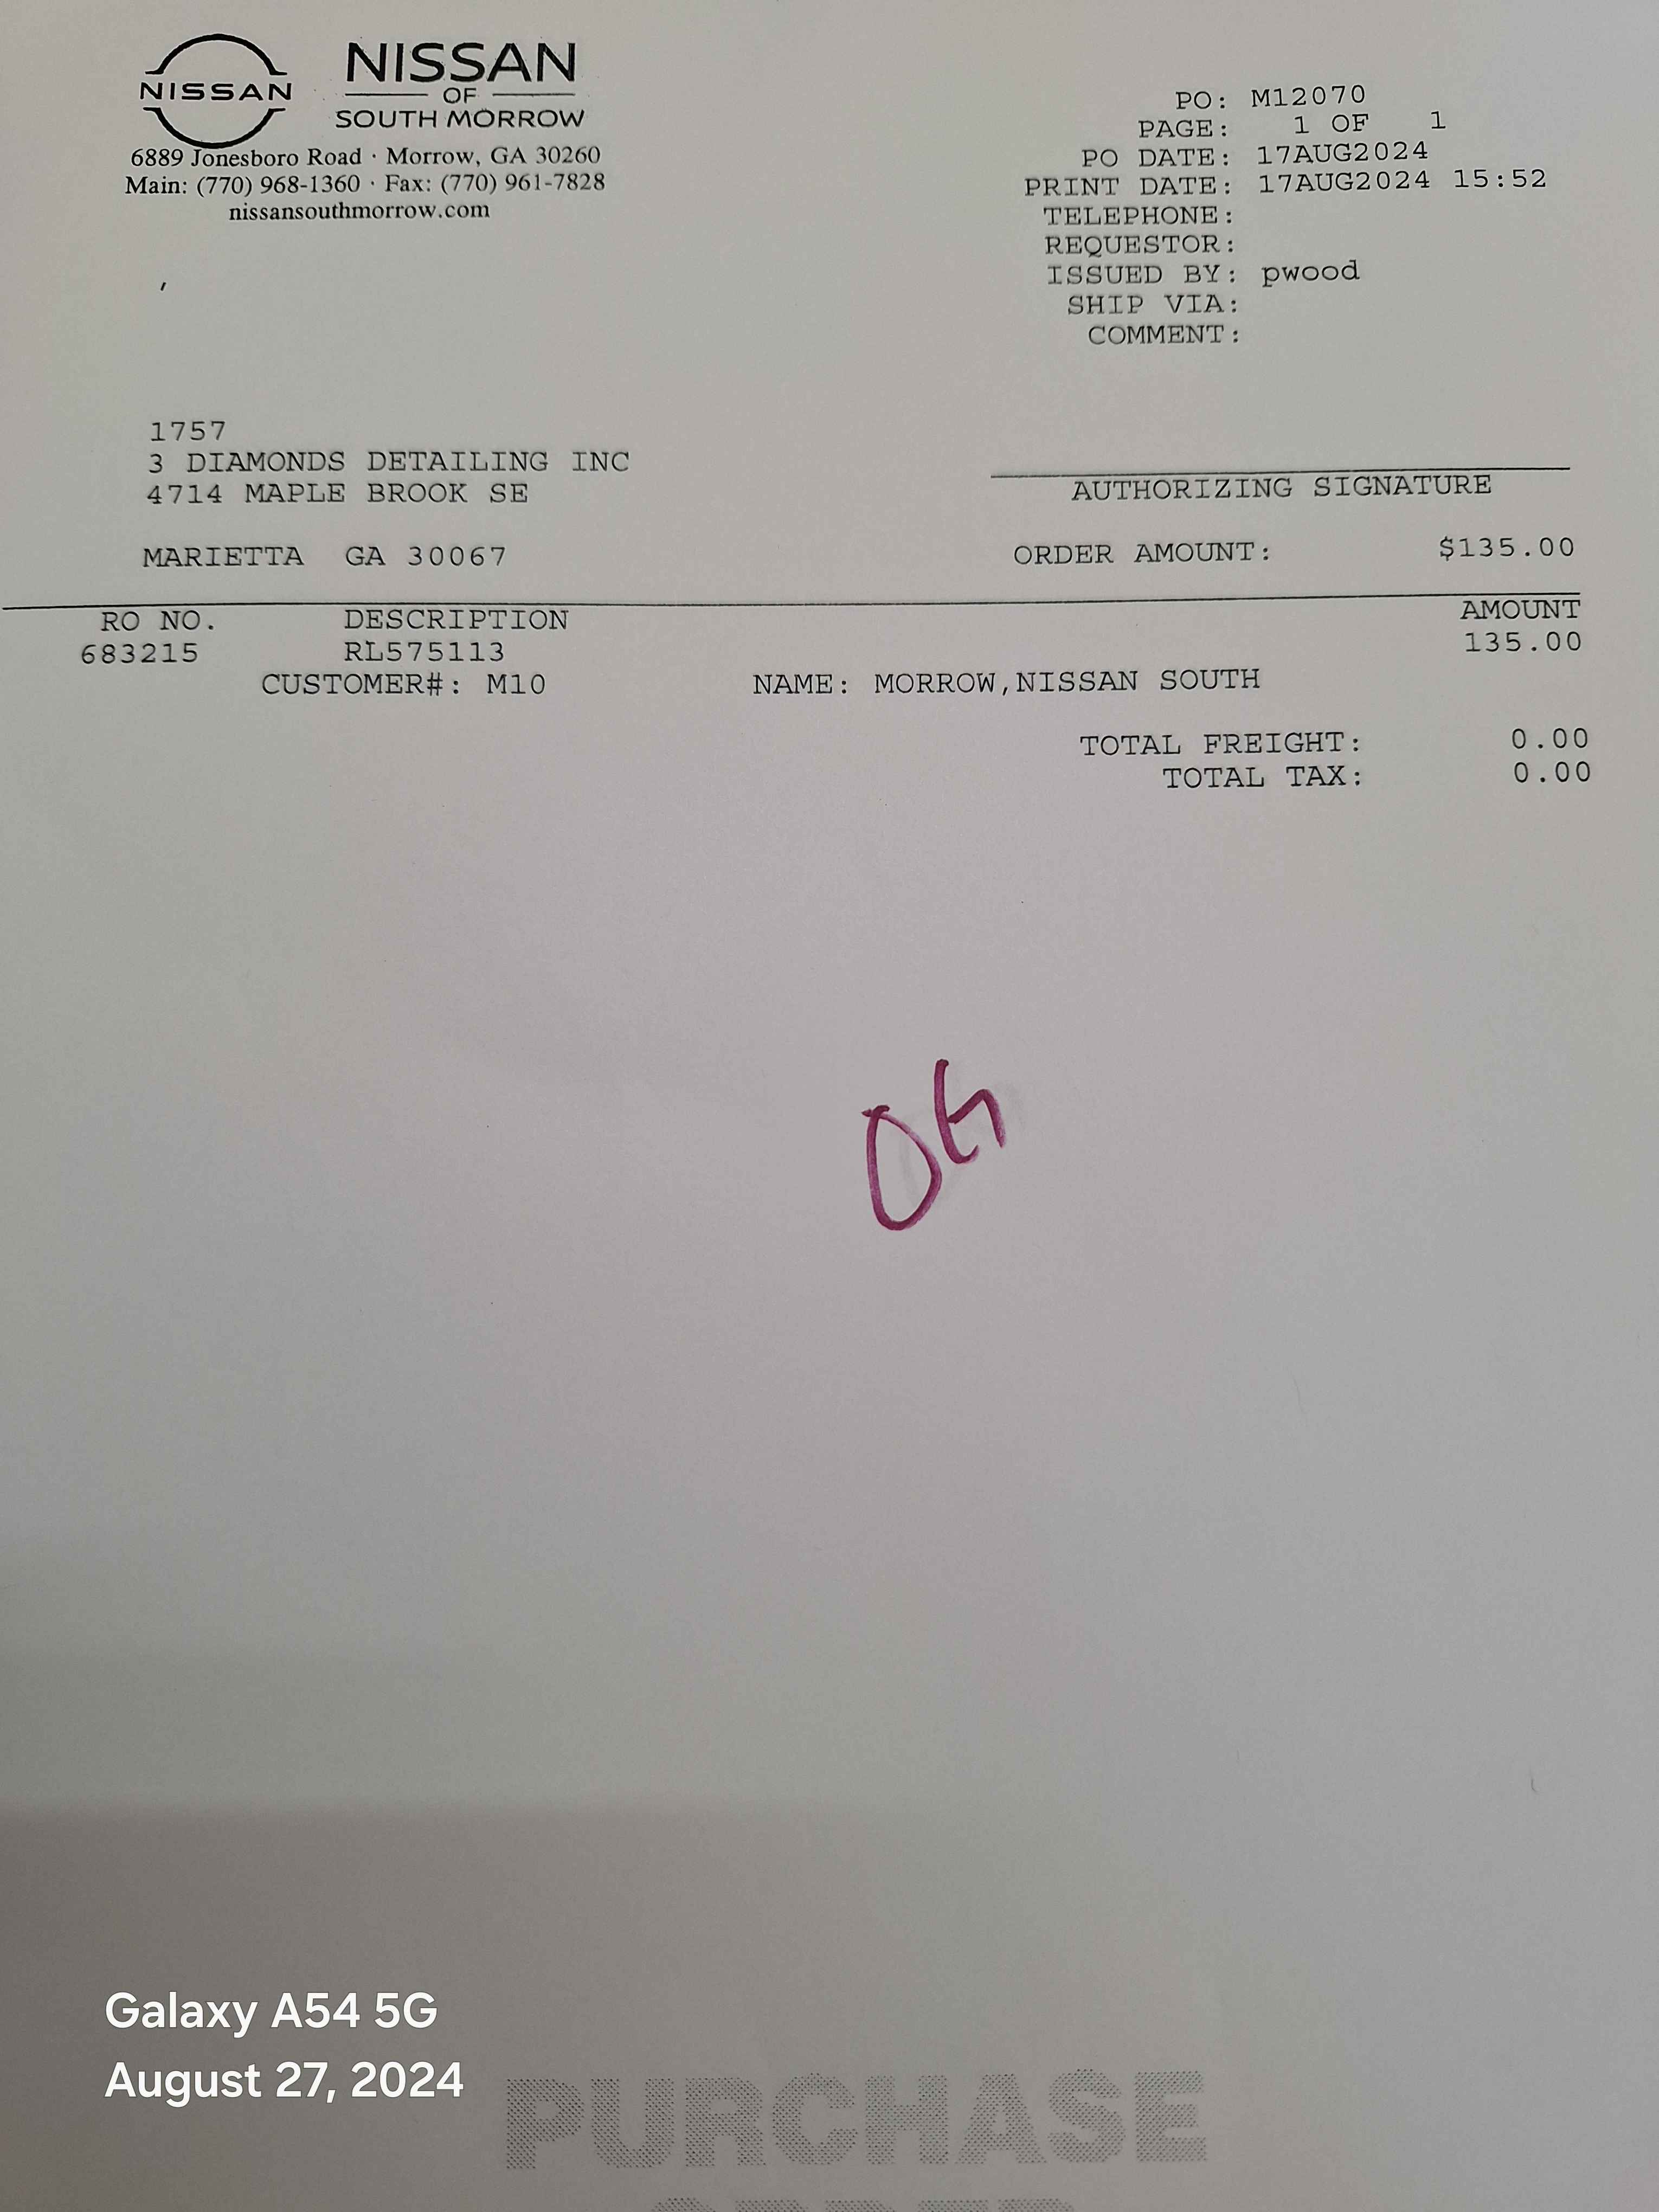 NISSAN
NISSAN
OF
SOUTH MORROW
6889 Jonesboro Road · Morrow, GA 30260
Main: (770) 968-1360 · Fax: (770) 961-7828
nissansouthmorrow.com
PO: M12070
PAGE: 1 OF 1
PO DATE: 17AUG2024
PRINT DATE: 17AUG2024 15:52
TELEPHONE:
REQUESTOR:
ISSUED BY: pwood
SHIP VIA:
COMMENT:
,
1757
3 DIAMONDS DETAILING INC
4714 MAPLE BROOK SE
MARIETTA GA 30067
AUTHORIZING SIGNATURE
ORDER AMOUNT: $135.00
RO NO. DESCRIPTION AMOUNT
683215 RL575113 135.00
CUSTOMER#: M10 NAME: MORROW,NISSAN SOUTH
TOTAL FREIGHT: 0.00
TOTAL TAX: 0.00
Galaxy A54 5G
August 27, 2024
PURCHASE
ORDER